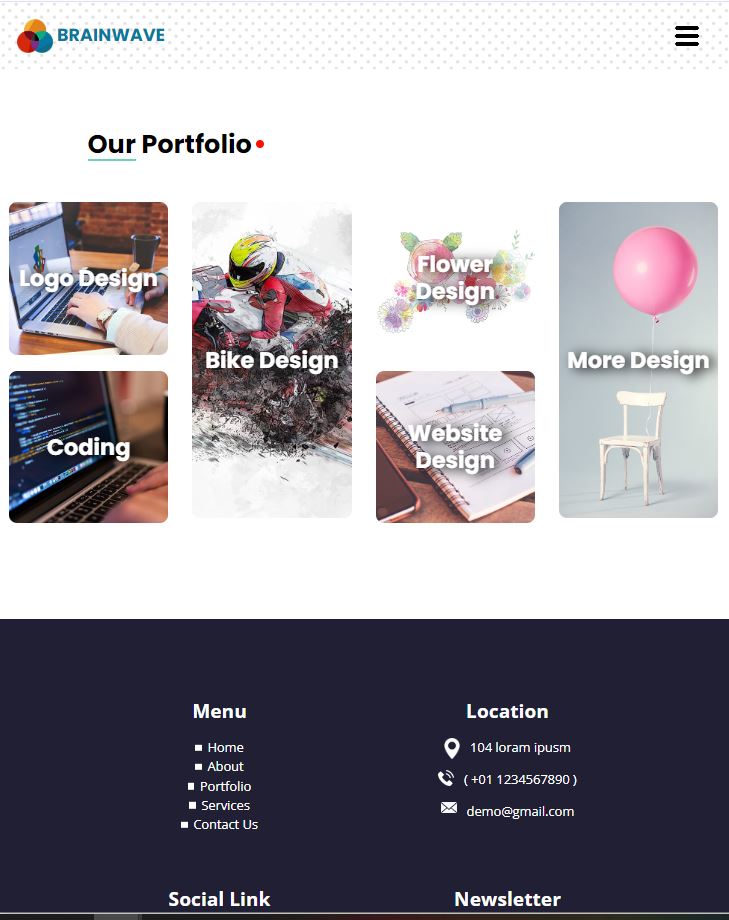 BRAINWAVE
Our Portfolio
Logo Design
Bike Design
Flower
Design
More Design
Coding
Website
Design
Menu
Home
About
Portfolio
Services
Contact Us
Location
104 loram ipusm
( +01 1234567890 )
demo@gmail.com
Social Link
Newsletter